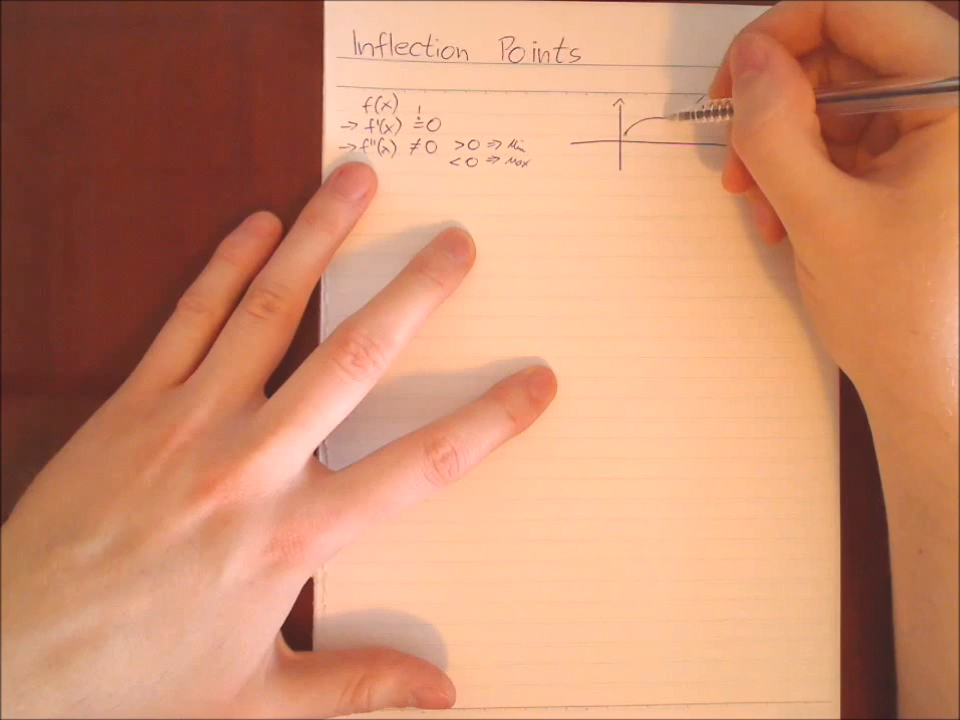 Inflection Points
f(x)
→ f'(x) != 0
→ f''(x) ≠ 0 > 0 ⇒ Min
< 0 ⇒ Max